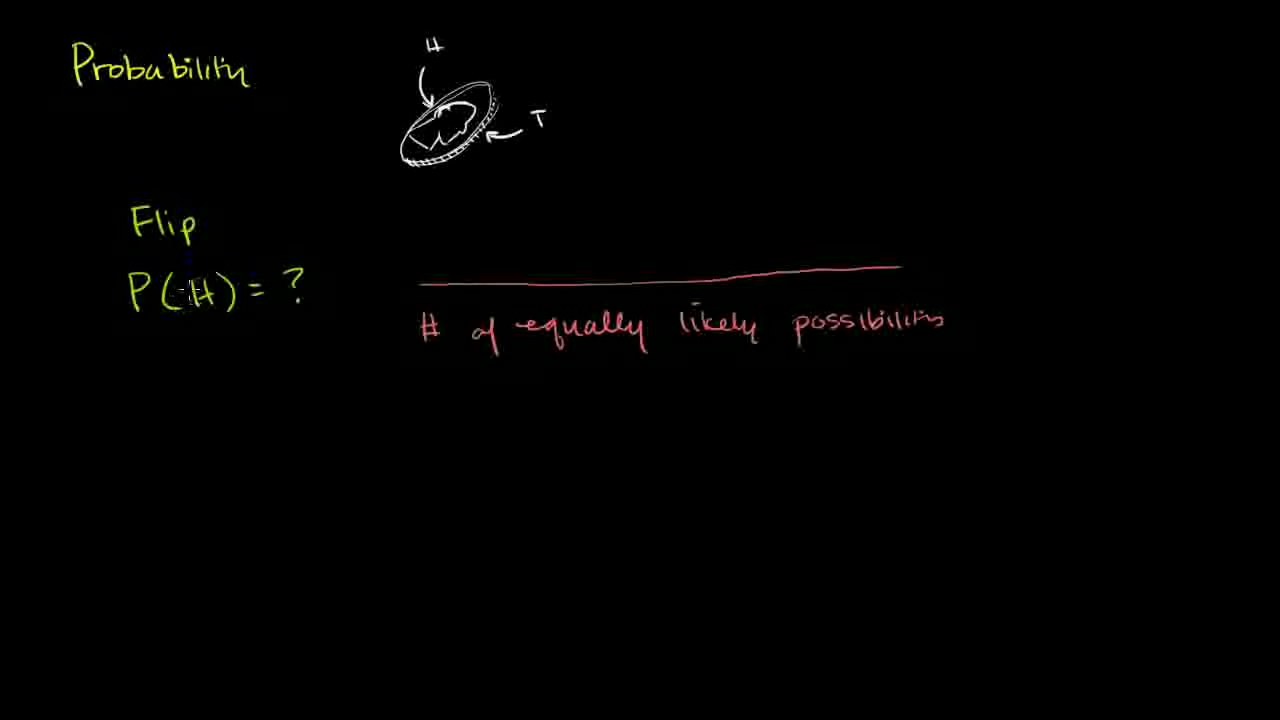 Probability
H
T
Flip
P(H) = ?
# of equally likely possibilities